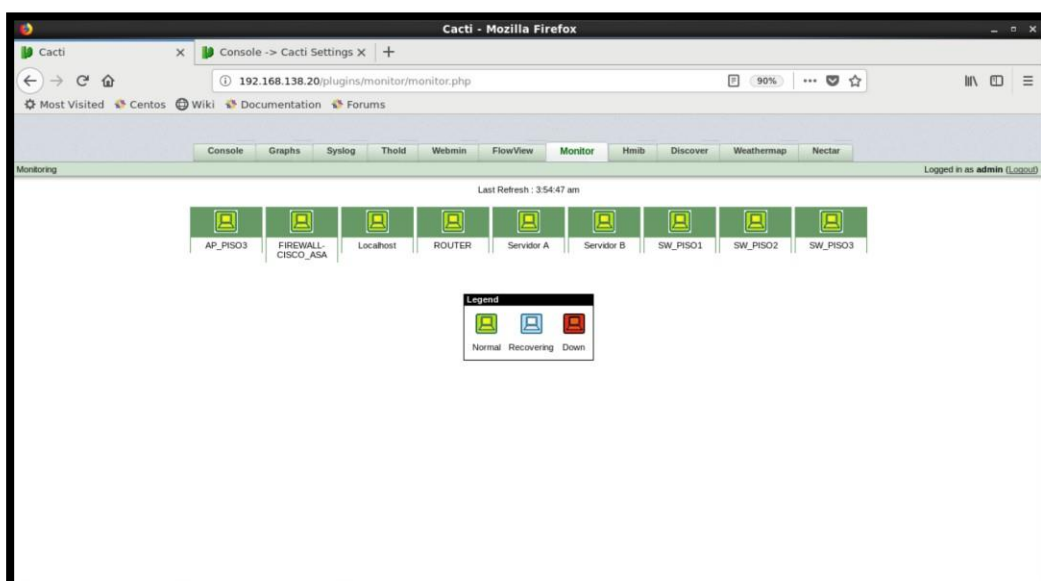 Cacti - Mozilla Firefox
Cacti
Console -> Cacti Settings
192.168.138.20/plugins/monitor/monitor.php
90%
Most Visited Centos Wiki Documentation Forums
Console Graphs Syslog Thold Webmin FlowView Monitor Hmib Discover Weathermap Nectar
Monitoring
Logged in as admin (Logout)
Last Refresh : 3:54:47 am
AP_PISO3 FIREWALL-CISCO_ASA Localhost ROUTER Servidor A Servidor B SW_PISO1 SW_PISO2 SW_PISO3
Legend
Normal Recovering Down